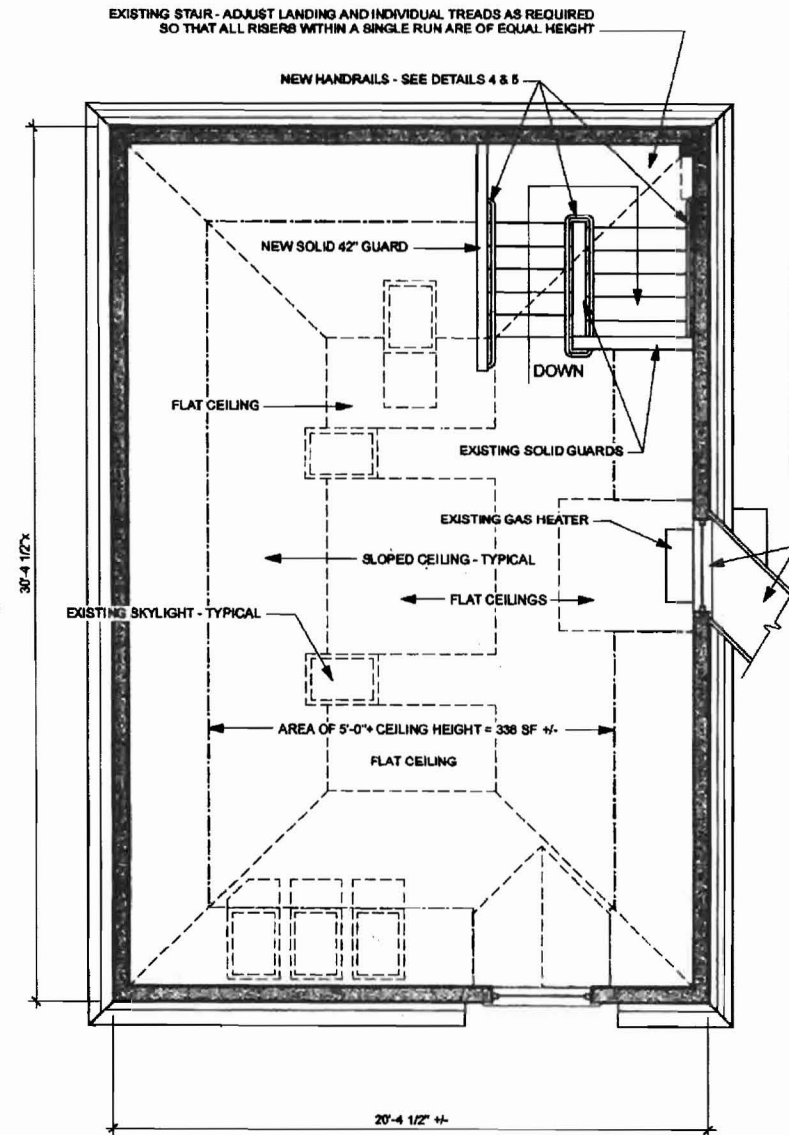 EXISTING STAIR - ADJUST LANDING AND INDIVIDUAL TREADS AS REQUIRED
SO THAT ALL RISERS WITHIN A SINGLE RUN ARE OF EQUAL HEIGHT
NEW HANDRAILS - SEE DETAILS 4 & 5
NEW SOLID 42" GUARD
DOWN
FLAT CEILING
EXISTING SOLID GUARDS
EXISTING GAS HEATER
30'-4 1/2"±
SLOPED CEILING - TYPICAL
FLAT CEILINGS
EXISTING SKYLIGHT - TYPICAL
AREA OF 5'-0"+ CEILING HEIGHT = 338 SF +/-
FLAT CEILING
20'-4 1/2" +/-